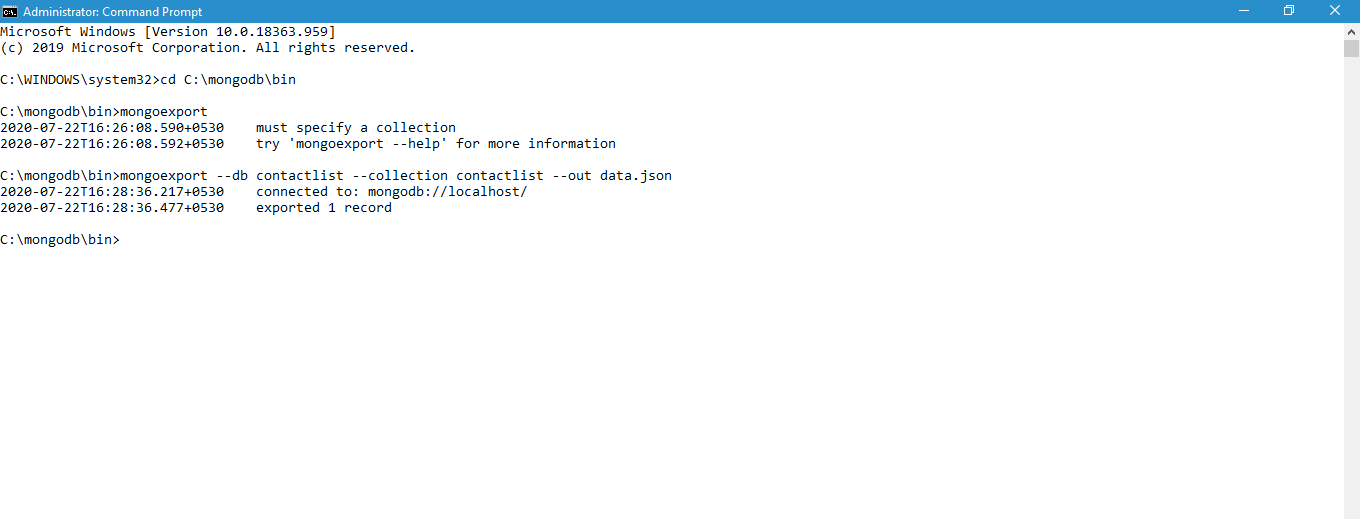 Administrator: Command Prompt
Microsoft Windows [Version 10.0.18363.959]
(c) 2019 Microsoft Corporation. All rights reserved.
C:\WINDOWS\system32>cd C:\mongodb\bin
C:\mongodb\bin>mongoexport
2020-07-22T16:26:08.590+0530    must specify a collection
2020-07-22T16:26:08.592+0530    try 'mongoexport --help' for more information
C:\mongodb\bin>mongoexport --db contactlist --collection contactlist --out data.json
2020-07-22T16:28:36.217+0530    connected to: mongodb://localhost/
2020-07-22T16:28:36.477+0530    exported 1 record
C:\mongodb\bin>